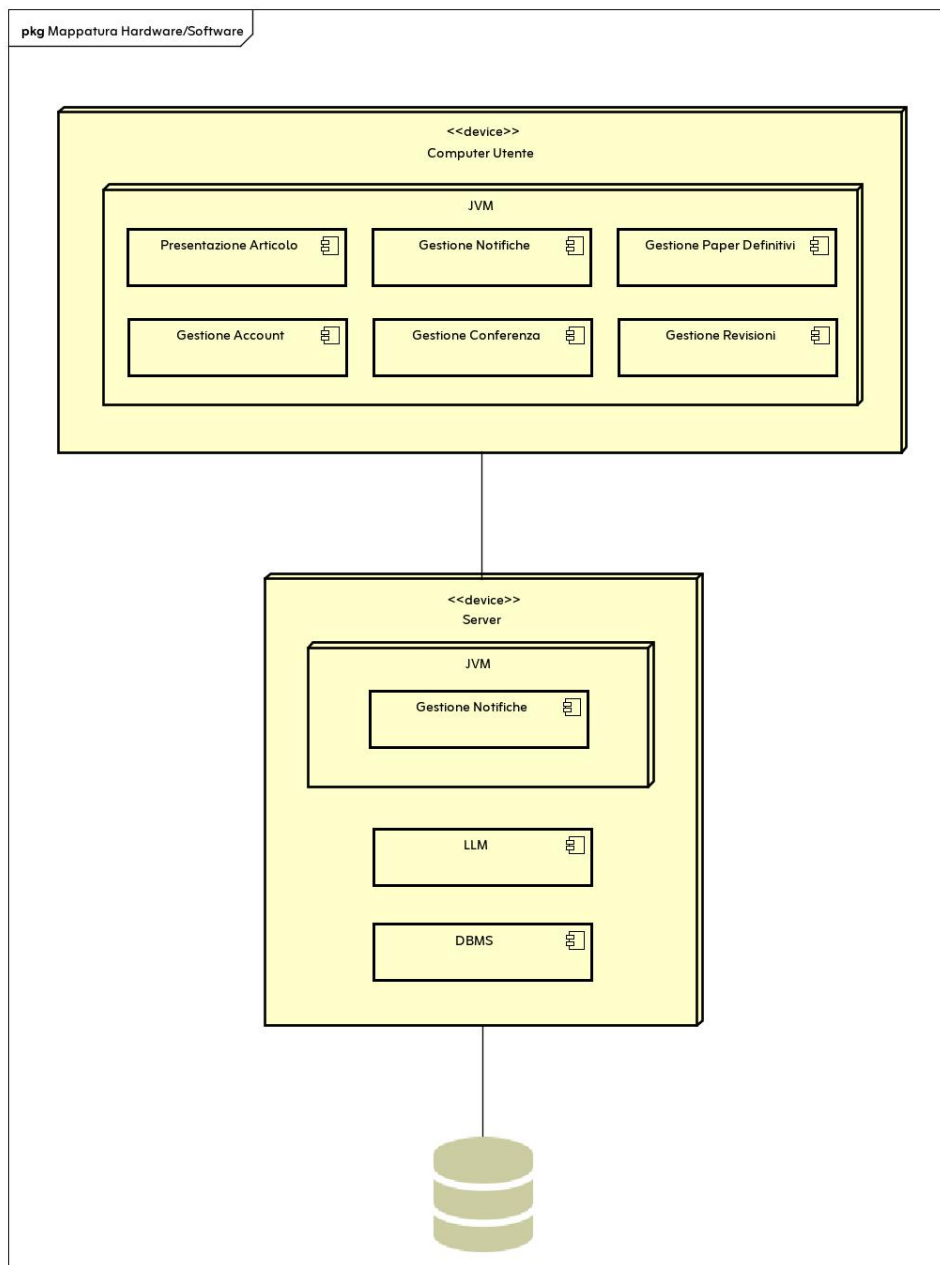 pkg Mappatura Hardware/Software
<<device>>
Computer Utente
JVM
Presentazione Articolo
Gestione Notifiche
Gestione Paper Definitivi
Gestione Account
Gestione Conferenza
Gestione Revisioni
<<device>>
Server
JVM
Gestione Notifiche
LLM
DBMS